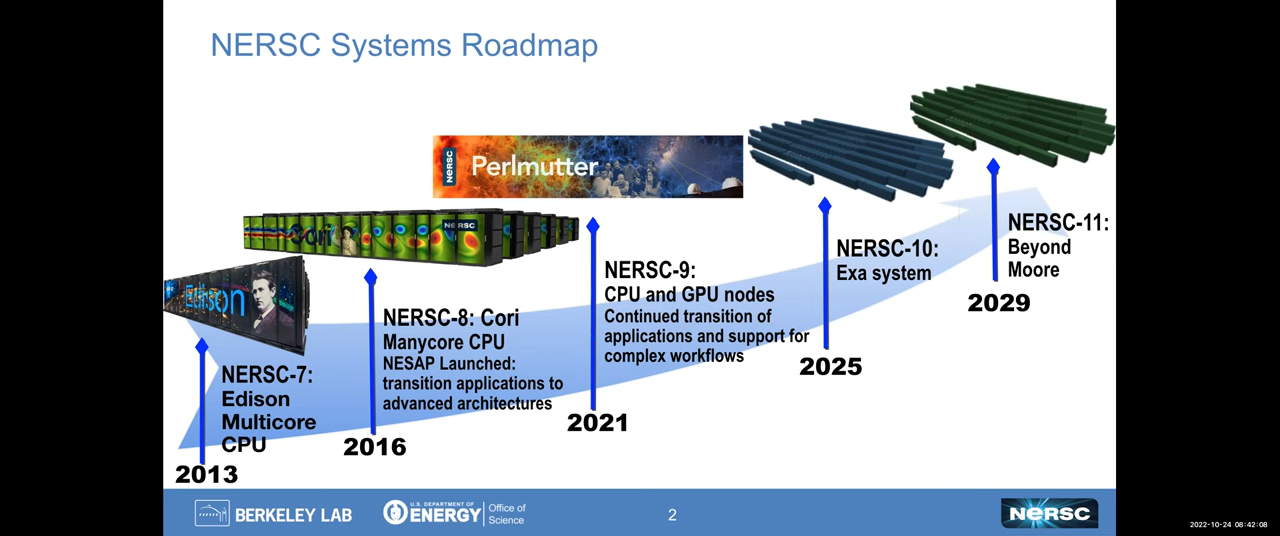 NERSC Systems Roadmap
NERSC
Perlmutter
Cori
NERSC
Edison
NERSC-7:
Edison
Multicore
CPU
2013
NERSC-8: Cori
Manycore CPU
NESAP Launched:
transition applications to
advanced architectures
2016
NERSC-9:
CPU and GPU nodes
Continued transition of
applications and support for
complex workflows
2021
NERSC-10:
Exa system
2025
NERSC-11:
Beyond
Moore
2029
BERKELEY LAB
U.S. DEPARTMENT OF
ENERGY
Office of
Science
2
NERSC
2022-10-24 08:42:08